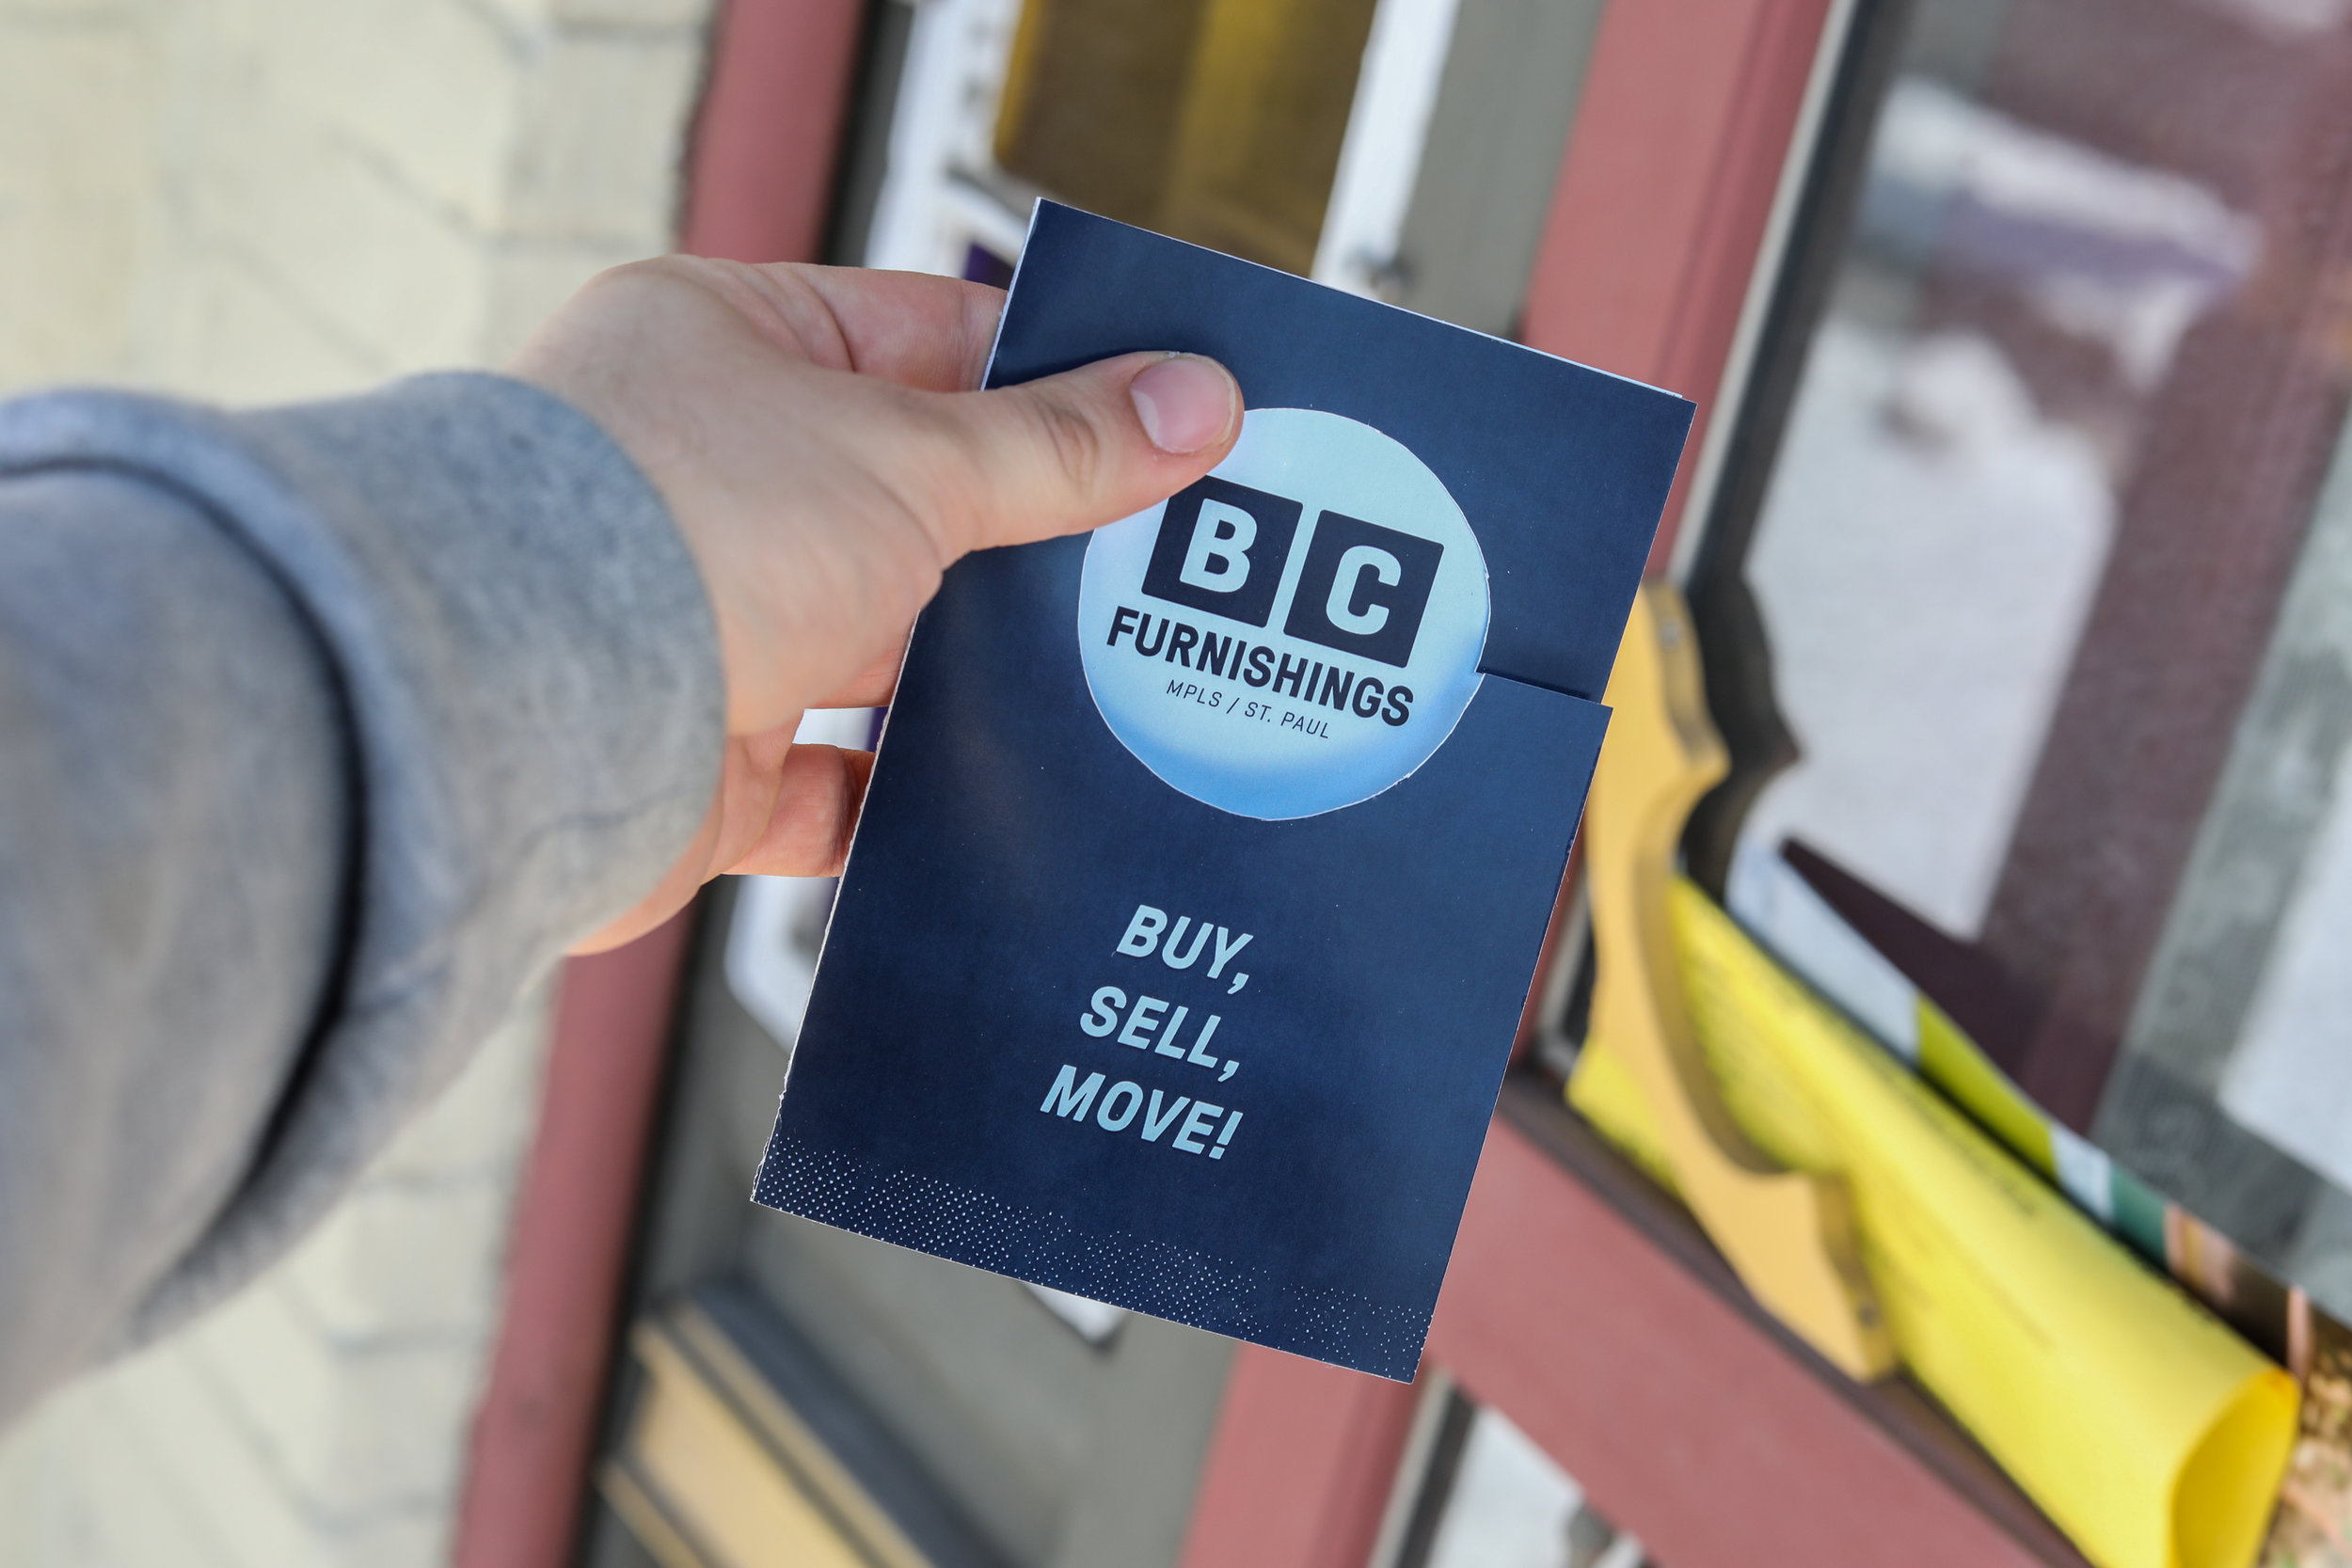 B C
FURNISHINGS
MPLS / ST. PAUL
BUY,
SELL,
MOVE!